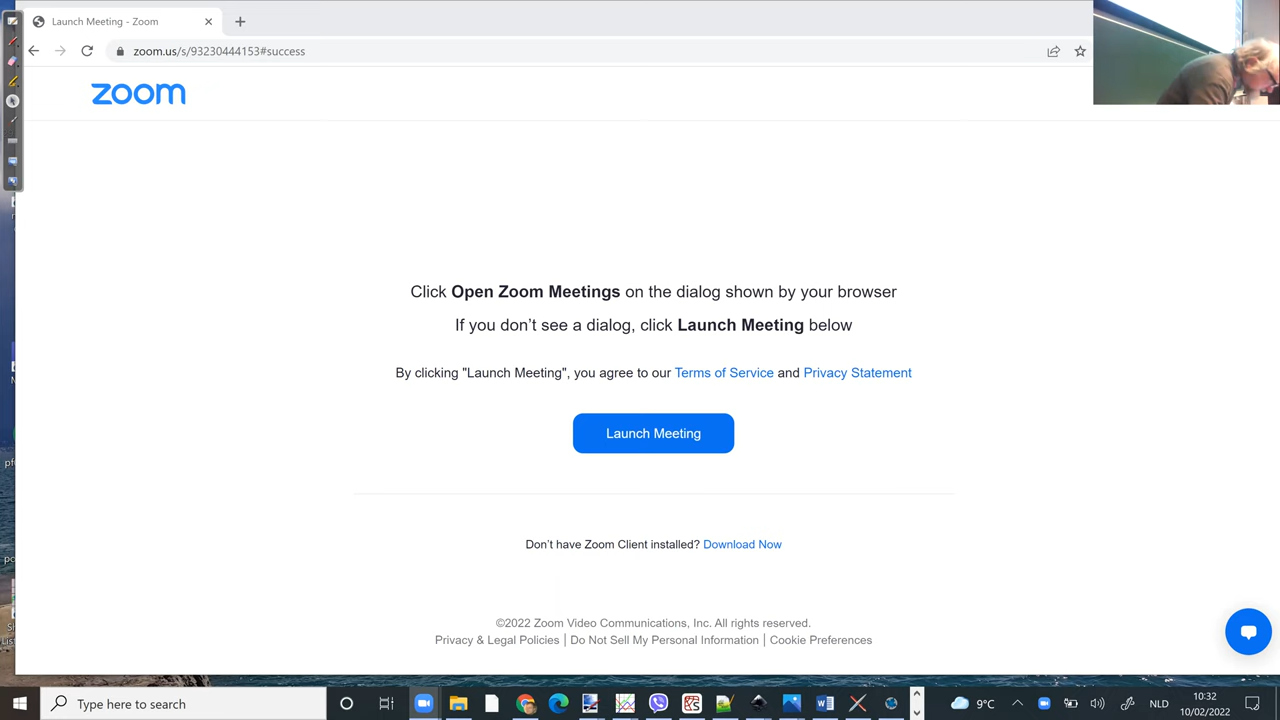 Launch Meeting - Zoom
zoom.us/s/93230444153#success
zoom
Click Open Zoom Meetings on the dialog shown by your browser
If you don’t see a dialog, click Launch Meeting below
By clicking "Launch Meeting", you agree to our Terms of Service and Privacy Statement
Launch Meeting
Don’t have Zoom Client installed? Download Now
©2022 Zoom Video Communications, Inc. All rights reserved.
Privacy & Legal Policies | Do Not Sell My Personal Information | Cookie Preferences
Type here to search
9°C
NLD
10:32
10/02/2022